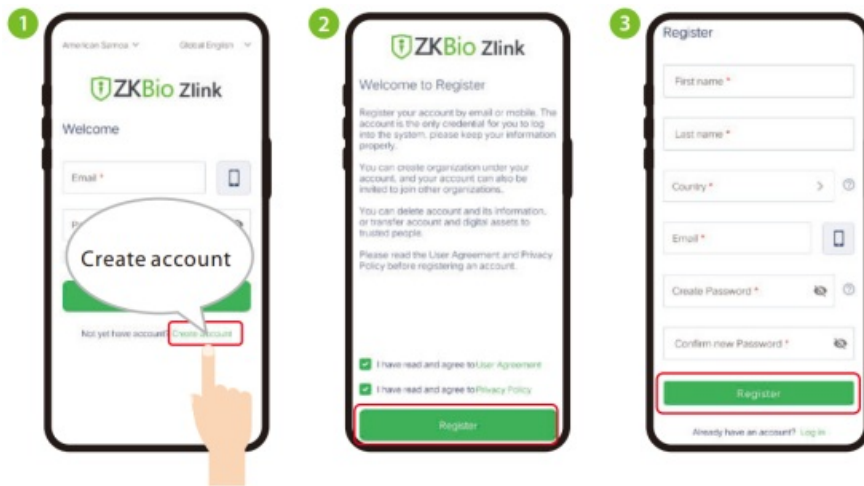 1
American Samoa
Global English
ZKBio Zlink
Welcome
Email *
Create account
Not yet have account? Create account
2
ZKBio Zlink
Welcome to Register
Register your account by email or mobile. The
account is the only credential for you to log
into the system, please keep your information
properly.
You can create organization under your
account, and your account can also be
invited to join other organizations.
You can delete account and its information,
or transfer account and digital assets to
trusted people.
Please read the User Agreement and Privacy
Policy before registering an account.
I have read and agree to User Agreement
I have read and agree to Privacy Policy
Register
3
Register
First name *
Last name *
Country *
Email *
Create Password *
Confirm new Password *
Register
Already have an account? Log in